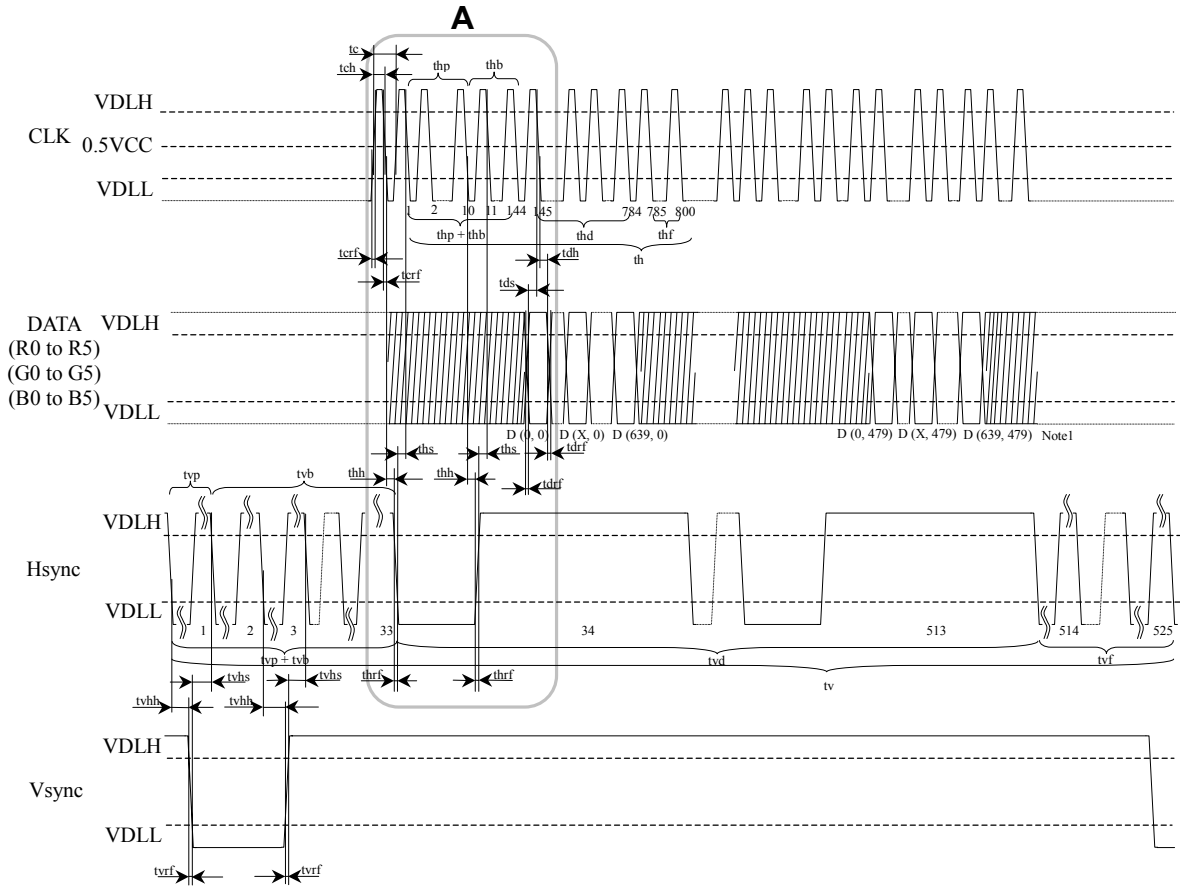 A
tc
tch
thp thb
VDLH
CLK
0.5VCC
VDLL
1 2 10 11 144 145 784 785 800
thp + thb thd thf
th
tcrf
tcrf
tdh
tds
DATA
(R0 to R5)
(G0 to G5)
(B0 to B5)
VDLH
VDLL
D (0, 0) D (X, 0) D (639, 0) D (0, 479) D (X, 479) D (639, 479) Note1
ths ths tdrf
thh thh tdrf
tvp tvb
VDLH
Hsync
VDLL
1 2 3 33 34 513 514 525
tvp + tvb tvd tvf
tv
tvhs tvhs thrf thrf
tvhh tvhh
VDLH
Vsync
VDLL
tvrf tvrf